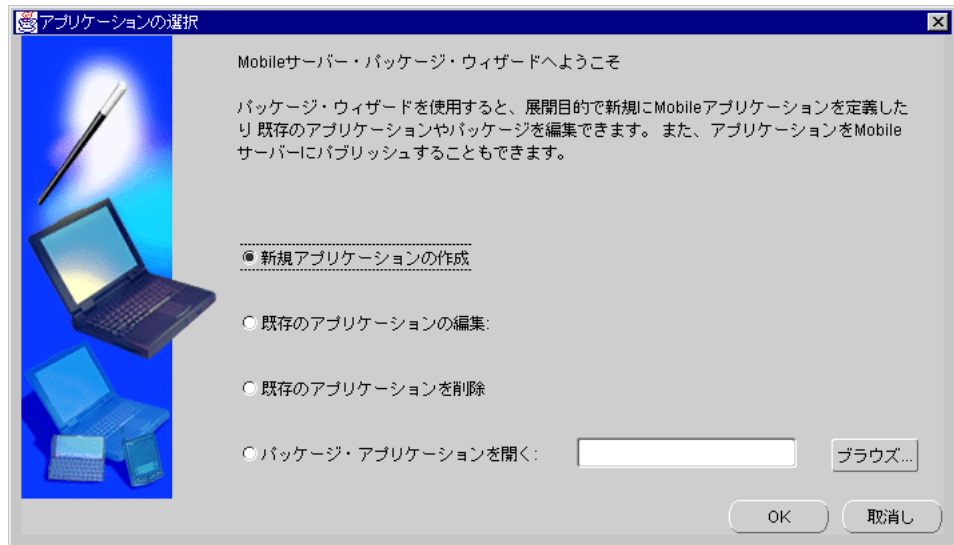 アプリケーションの選択
Mobileサーバー・パッケージ・ウィザードへようこそ
パッケージ・ウィザードを使用すると、展開目的で新規にMobileアプリケーションを定義した
り 既存のアプリケーションやパッケージを編集できます。 また、アプリケーションをMobile
サーバーにパブリッシュすることもできます。
新規アプリケーションの作成
既存のアプリケーションの編集:
既存のアプリケーションを削除
パッケージ・アプリケーションを開く:
ブラウズ...
OK
取消し